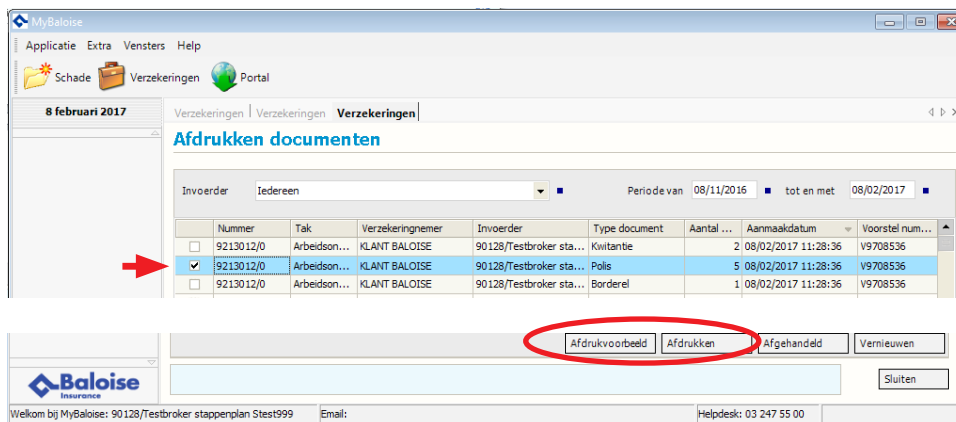 MyBaloise
Applicatie Extra Vensters Help
Schade Verzekeringen Portal
8 februari 2017
Verzekeringen Verzekeringen Verzekeringen
Afdrukken documenten
Invoerder Iedereen Periode van 08/11/2016 tot en met 08/02/2017
Nummer Tak Verzekeringnemer Invoerder Type document Aantal ... Aanmaakdatum Voorstel num...
9213012/0 Arbeidson... KLANT BALOISE 90128/Testbroker sta... Kwitantie 2 08/02/2017 11:28:36 V9708536
9213012/0 Arbeidson... KLANT BALOISE 90128/Testbroker sta... Polis 5 08/02/2017 11:28:36 V9708536
9213012/0 Arbeidson... KLANT BALOISE 90128/Testbroker sta... Borderel 1 08/02/2017 11:28:36 V9708536
Afdrukvoorbeeld Afdrukken Afgehandeld Vernieuwen
Baloise
Insurance
Sluiten
Welkom bij MyBaloise: 90128/Testbroker stappenplan Stest999 Email: Helpdesk: 03 247 55 00